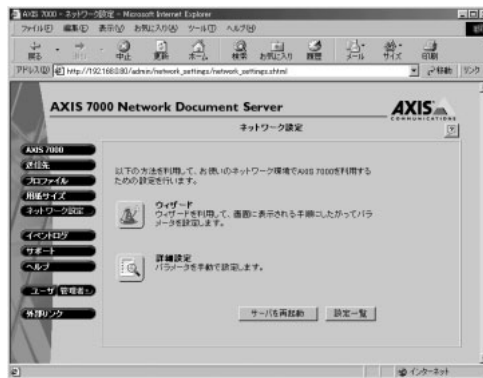 AXIS 7000 - ネットワーク設定 - Microsoft Internet Explorer
ファイル(F) 編集(E) 表示(V) お気に入り(A) ツール(T) ヘルプ(H)
戻る 中止 更新 ホーム 検索 お気に入り 履歴 メール サイズ 印刷
アドレス(D) http://192.168.0.80/admin/network_settings/network_settings.shtml 移動 リンク
AXIS 7000 Network Document Server
AXIS
COMMUNICATIONS
ネットワーク設定
?
AXIS 7000
送信先
プロファイル
用紙サイズ
ネットワーク設定
イベントログ
サポート
ヘルプ
ユーザ 管理者
外部リンク
以下の方法を利用して、お使いのネットワーク環境でAXIS 7000を利用する
ための設定を行います。
ウィザード
ウィザードを利用して、画面に表示される手順にしたがってパラ
メータを設定します。
詳細設定
パラメータを手動で設定します。
サーバを再起動 設定一覧
インターネット